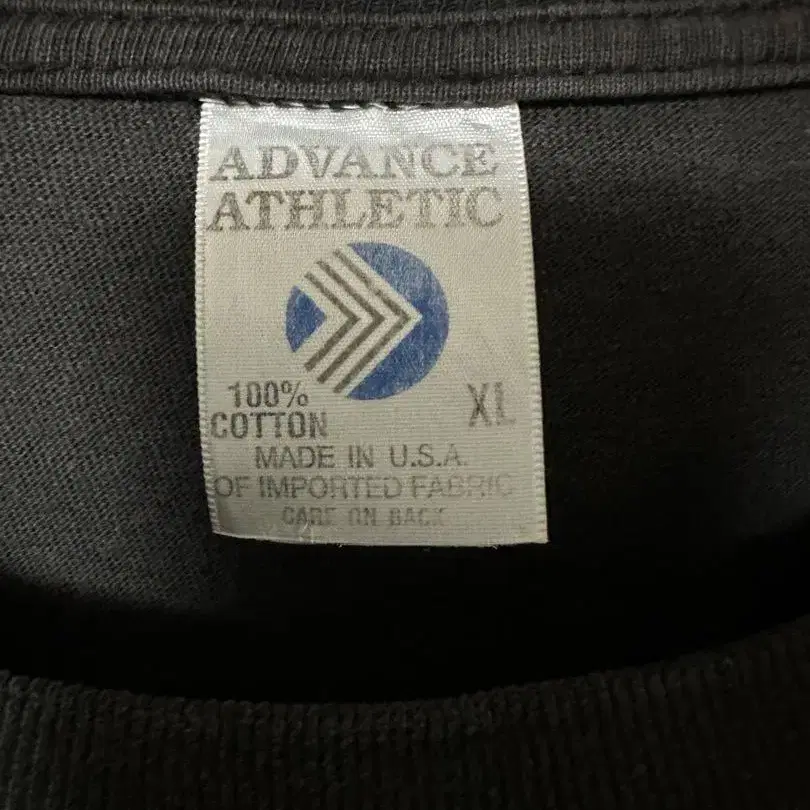 ADVANCE
ATHLETIC
100%
COTTON
XL
MADE IN U.S.A.
OF IMPORTED FABRIC
CARE ON BACK